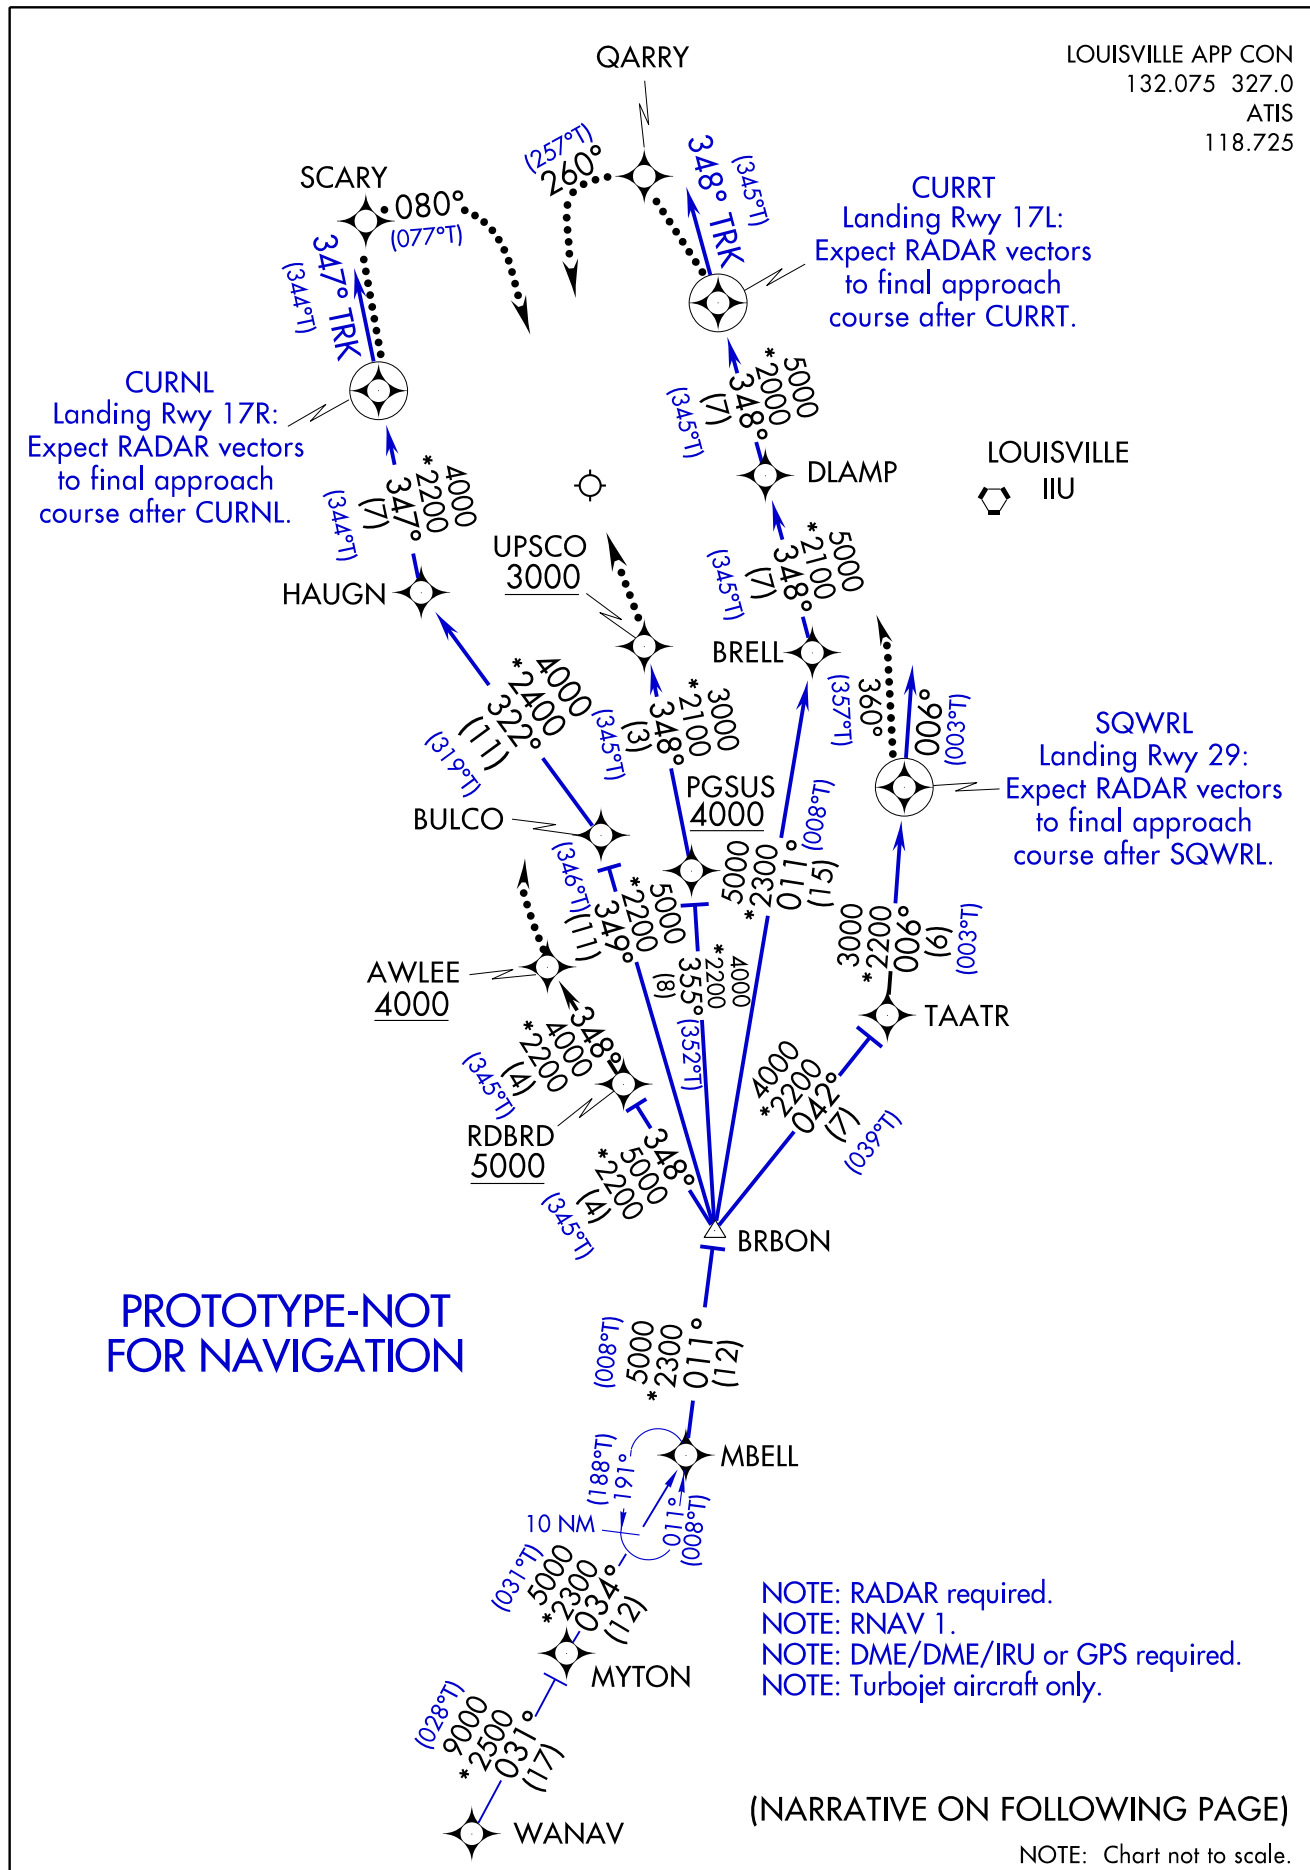 LOUISVILLE APP CON
132.075 327.0
ATIS
118.725
QARRY
(257°T)
260°
348° TRK
(345°T)
SCARY
080°
(077°T)
347° TRK
(344°T)
CURRT
Landing Rwy 17L:
Expect RADAR vectors
to final approach
course after CURRT.
CURNL
Landing Rwy 17R:
Expect RADAR vectors
to final approach
course after CURNL.
5000
*2000
348°
(7)
(345°T)
DLAMP
LOUISVILLE
IIU
4000
*2200
347°
(7)
(344°T)
HAUGN
UPSCO
3000
5000
*2100
348°
(7)
(345°T)
BRELL
4000
*2400
322°
(11)
(319°T)
3000
*2100
348°
(3)
(345°T)
(357°T)
360°
006°
(003°T)
SQWRL
Landing Rwy 29:
Expect RADAR vectors
to final approach
course after SQWRL.
BULCO
PGSUS
4000
5000
*2300
011°
(15)
(008°T)
5000
*2200
349°
(11)
(346°T)
4000
*2200
355°
(8)
(352°T)
3000
*2200
006°
(9)
(003°T)
AWLEE
4000
TAATR
348°
4000
*2200
(4)
(345°T)
4000
*2200
042°
(7)
(039°T)
RDBRD
5000
348°
5000
*2200
(4)
(345°T)
BRBON
PROTOTYPE-NOT
FOR NAVIGATION
(008°T)
5000
*2300
011°
(12)
MBELL
(188°T)
191°
10 NM
011°
(008°T)
(031°T)
5000
*2300
034°
(12)
MYTON
NOTE: RADAR required.
NOTE: RNAV 1.
NOTE: DME/DME/IRU or GPS required.
NOTE: Turbojet aircraft only.
(028°T)
9000
*2500
031°
(17)
WANAV
(NARRATIVE ON FOLLOWING PAGE)
NOTE: Chart not to scale.